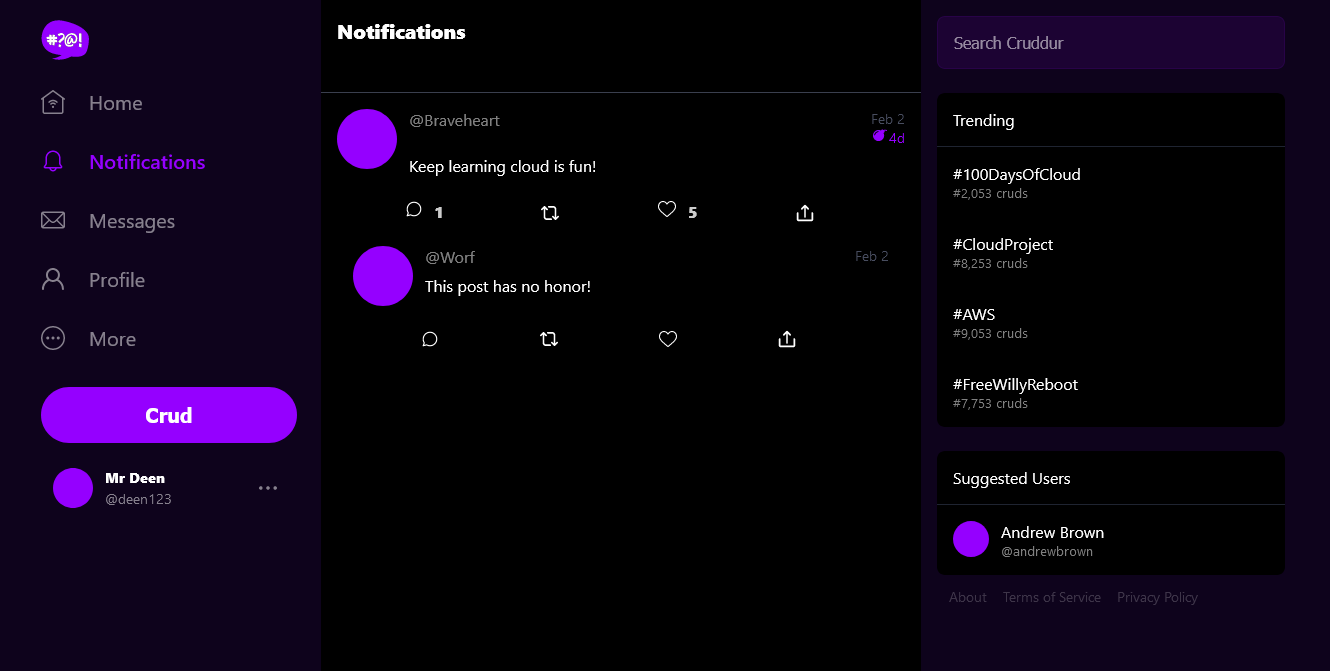 #?@!
Home
Notifications
Messages
Profile
More
Crud
Mr Deen
@deen123
Notifications
@Braveheart
Feb 2
4d
Keep learning cloud is fun!
1 5
@Worf
Feb 2
This post has no honor!
Search Cruddur
Trending
#100DaysOfCloud
#2,053 cruds
#CloudProject
#8,253 cruds
#AWS
#9,053 cruds
#FreeWillyReboot
#7,753 cruds
Suggested Users
Andrew Brown
@andrewbrown
About Terms of Service Privacy Policy